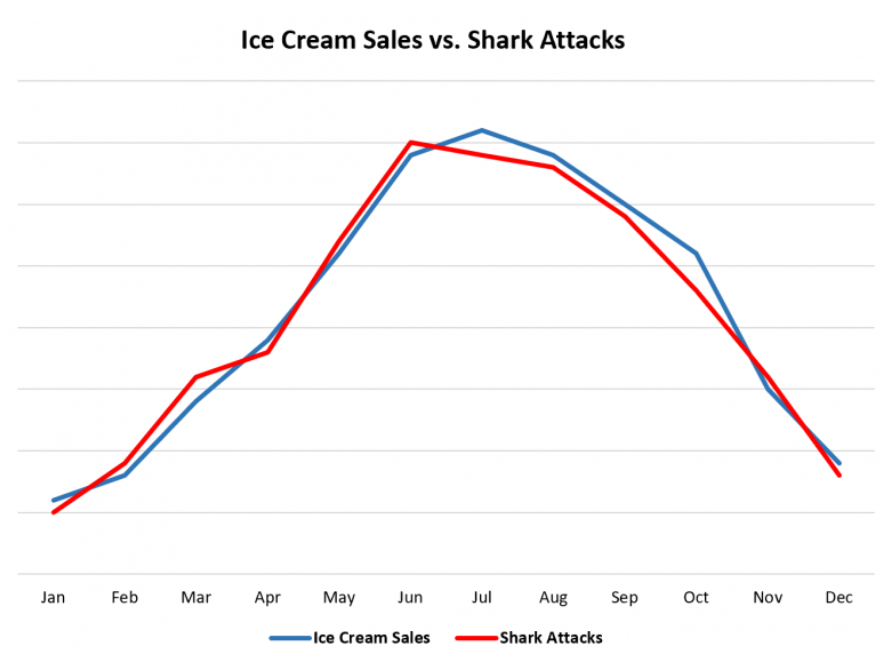 Ice Cream Sales vs. Shark Attacks
Jan Feb Mar Apr May Jun Jul Aug Sep Oct Nov Dec
Ice Cream Sales Shark Attacks